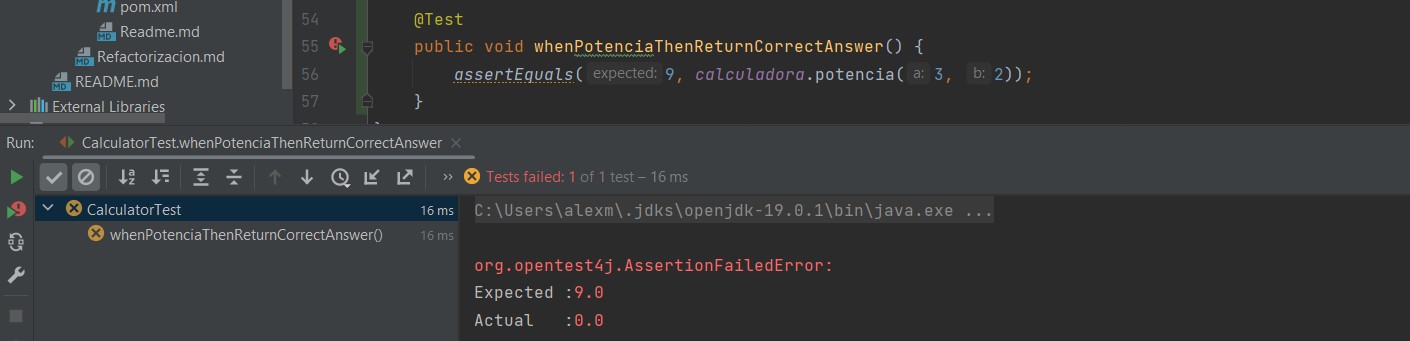 pom.xml
Readme.md
Refactorizacion.md
README.md
External Libraries
54 @Test
55 public void whenPotenciaThenReturnCorrectAnswer() {
56 assertEquals( expected: 9, calculadora.potencia( a: 3, b: 2));
57 }
Run: CalculatorTest.whenPotenciaThenReturnCorrectAnswer ×
>> Tests failed: 1 of 1 test – 16 ms
CalculatorTest 16 ms
whenPotenciaThenReturnCorrectAnswer() 16 ms
C:\Users\alexm\.jdks\openjdk-19.0.1\bin\java.exe ...
org.opentest4j.AssertionFailedError:
Expected :9.0
Actual :0.0